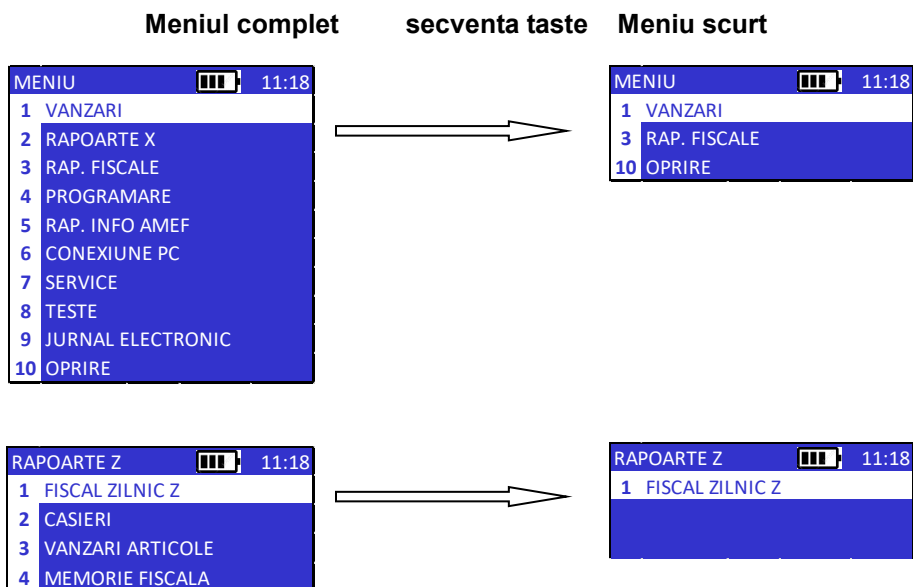 Meniul complet secventa taste Meniu scurt
MENIU 11:18
1 VANZARI
2 RAPOARTE X
3 RAP. FISCALE
4 PROGRAMARE
5 RAP. INFO AMEF
6 CONEXIUNE PC
7 SERVICE
8 TESTE
9 JURNAL ELECTRONIC
10 OPRIRE
MENIU 11:18
1 VANZARI
3 RAP. FISCALE
10 OPRIRE
RAPOARTE Z 11:18
1 FISCAL ZILNIC Z
2 CASIERI
3 VANZARI ARTICOLE
4 MEMORIE FISCALA
RAPOARTE Z 11:18
1 FISCAL ZILNIC Z